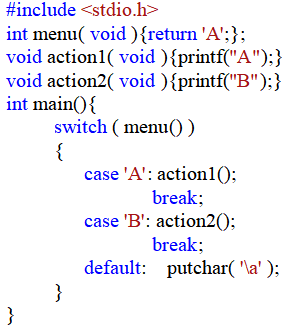 #include <stdio.h>
int menu( void ){return 'A';};
void action1( void ){printf("A");}
void action2( void ){printf("B");}
int main(){
switch ( menu() )
{
case 'A': action1();
break;
case 'B': action2();
break;
default: putchar( '\a' );
}
}